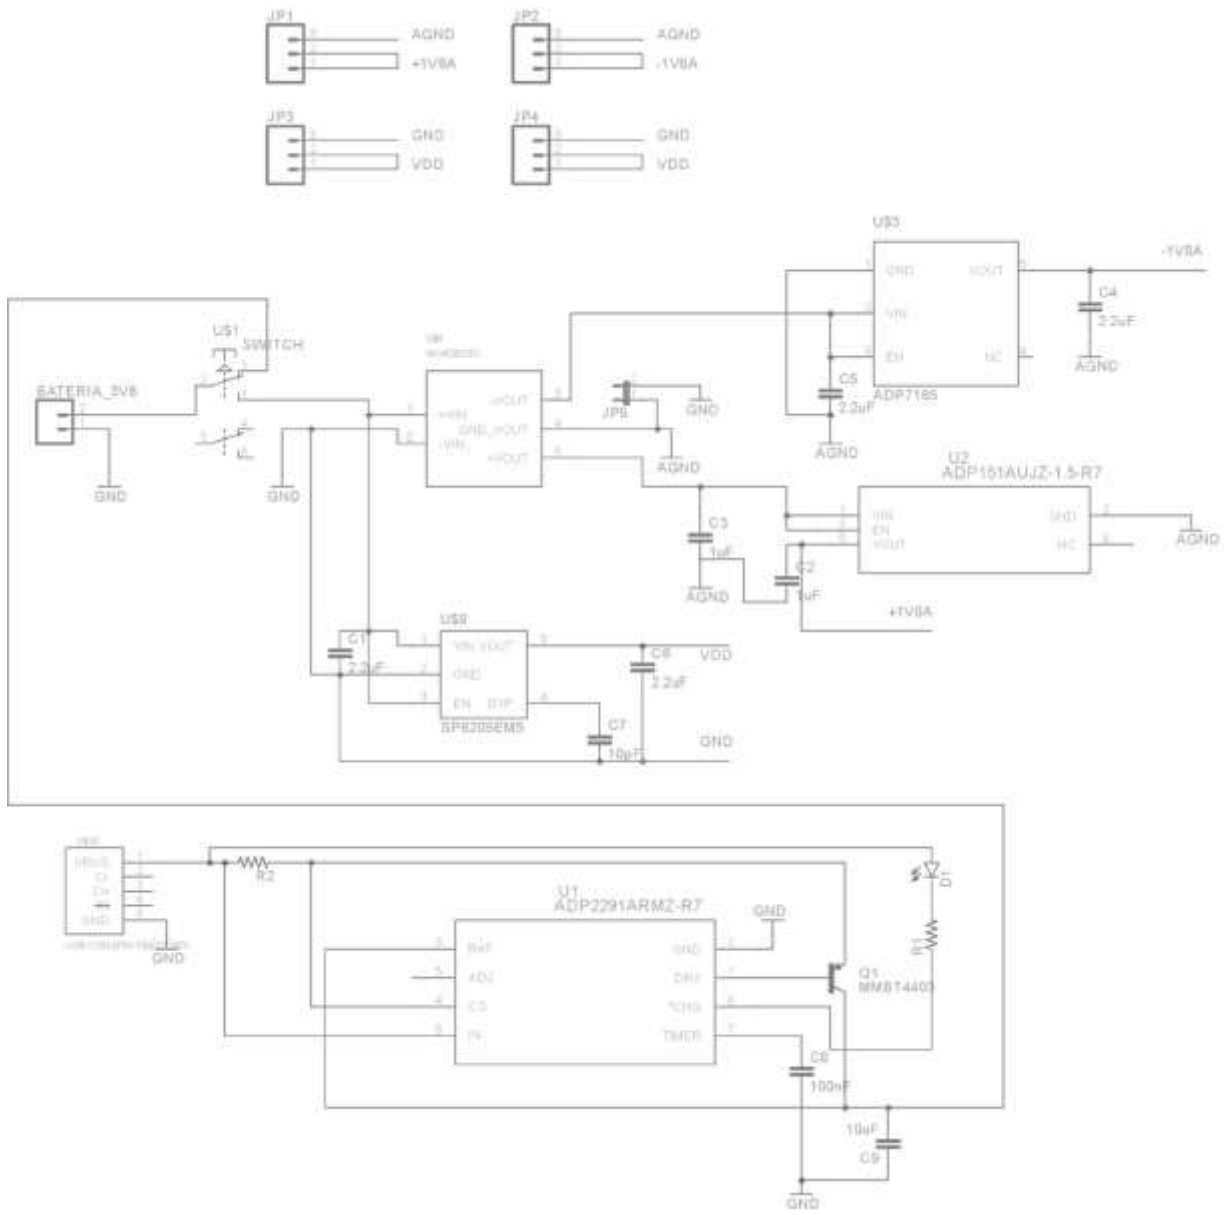 JP1
AGND
+1V8A
JP2
AGND
-1V8A
JP3
GND
VDD
JP4
GND
VDD
U$3
GND
VOUT
-1V8A
VIN
EN
NC
ADP7185
C4
2.2uF
AGND
C5
2.2uF
AGND
U$1
SWITCH
BATERIA_3V6
GND
GND
+VIN
-VIN
-VOUT
GND_VOUT
+VOUT
GND
AGND
U2
ADP151AUJZ-1.5-R7
VIN
EN
VOUT
GND
NC
AGND
C3
1uF
AGND
C2
1uF
+1V8A
C1
2.2uF
VIN
VOUT
GND
EN
BYP
VDD
C6
2.2uF
C7
10pF
GND
VBUS
GND
GND
R2
U1
ADP2291ARMZ-R7
BAT
ADJ
CS
IN
GND
DRV
TIMER
GND
Q1
MMBT4403
D1
R1
C8
100nF
10uF
C9
GND